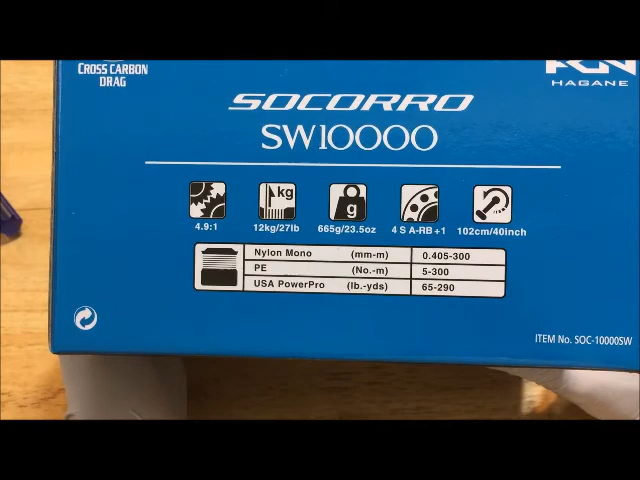 CROSS CARBON
DRAG
HAGANE
SOCORRO
SW10000
kg
g
4.9:1
12kg/27lb
665g/23.5oz
4 S A-RB +1
102cm/40inch
Nylon Mono (mm-m) 0.405-300
PE (No.-m) 5-300
USA PowerPro (lb.-yds) 65-290
ITEM No. SOC-10000SW